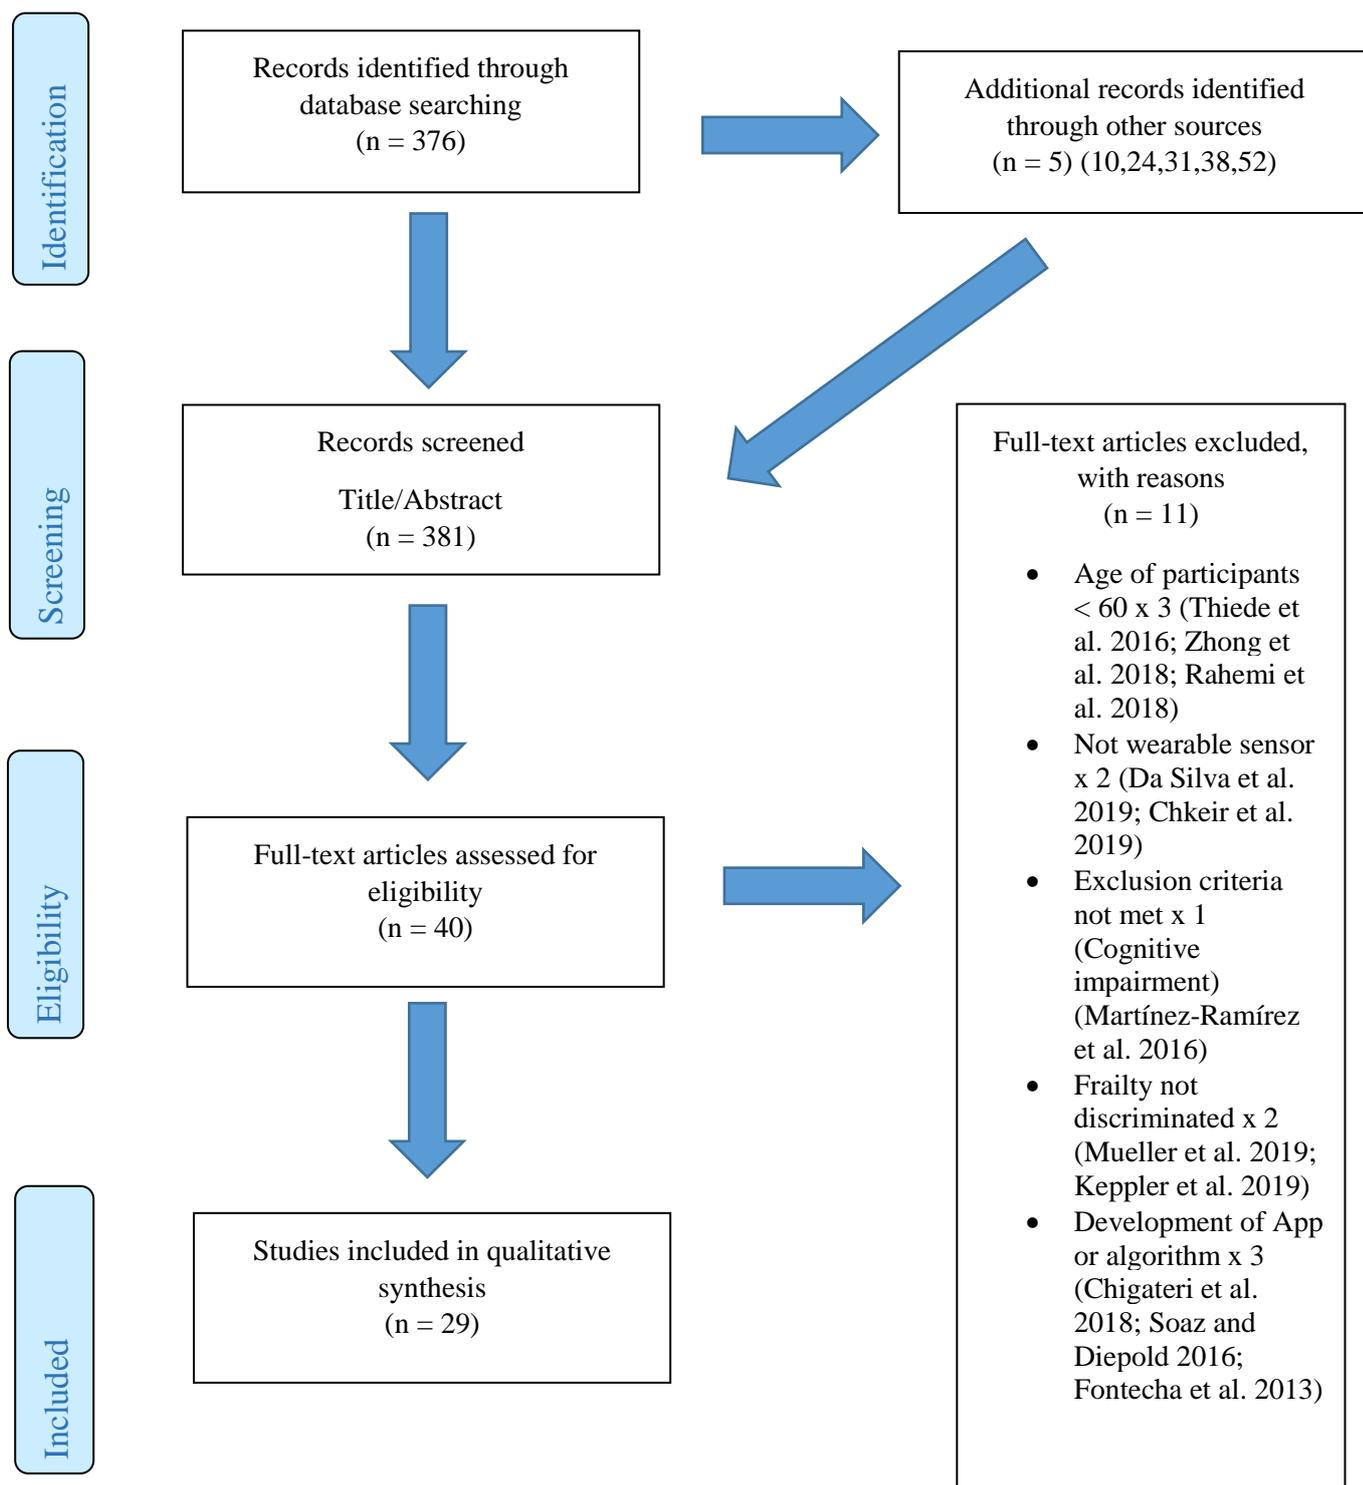 Identification
Records identified through
database searching
(n = 376)
Additional records identified
through other sources
(n = 5) (10,24,31,38,52)
Screening
Records screened
Title/Abstract
(n = 381)
Eligibility
Full-text articles assessed for
eligibility
(n = 40)
Full-text articles excluded,
with reasons
(n = 11)
• Age of participants
< 60 x 3 (Thiede et
al. 2016; Zhong et
al. 2018; Rahemi et
al. 2018)
• Not wearable sensor
x 2 (Da Silva et al.
2019; Chkeir et al.
2019)
• Exclusion criteria
not met x 1
(Cognitive
impairment)
(Martínez-Ramírez
et al. 2016)
• Frailty not
discriminated x 2
(Mueller et al. 2019;
Keppler et al. 2019)
• Development of App
or algorithm x 3
(Chigateri et al.
2018; Soaz and
Diepold 2016;
Fontecha et al. 2013)
Included
Studies included in qualitative
synthesis
(n = 29)